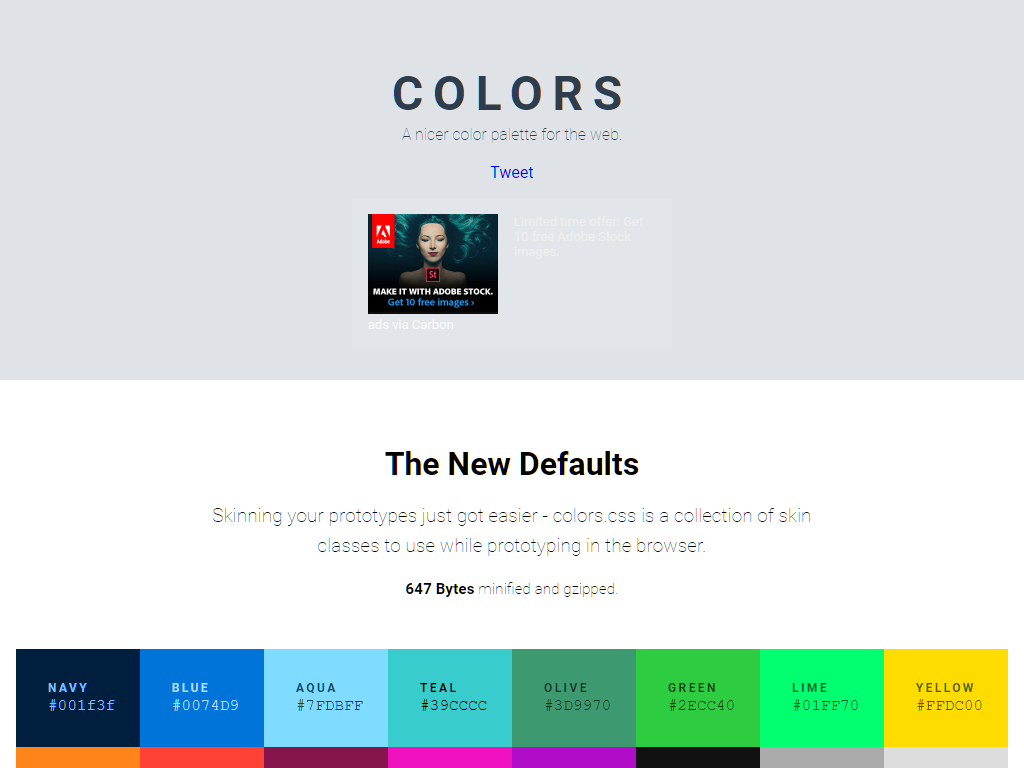 COLORS
A nicer color palette for the web.
Tweet
Adobe
St
MAKE IT WITH ADOBE STOCK.
Get 10 free images ›
Limited time offer: Get
10 free Adobe Stock
images.
ads via Carbon
The New Defaults
Skinning your prototypes just got easier - colors.css is a collection of skin
classes to use while prototyping in the browser.
647 Bytes minified and gzipped.
NAVY
#001f3f
BLUE
#0074D9
AQUA
#7FDBFF
TEAL
#39CCCC
OLIVE
#3D9970
GREEN
#2ECC40
LIME
#01FF70
YELLOW
#FFDC00